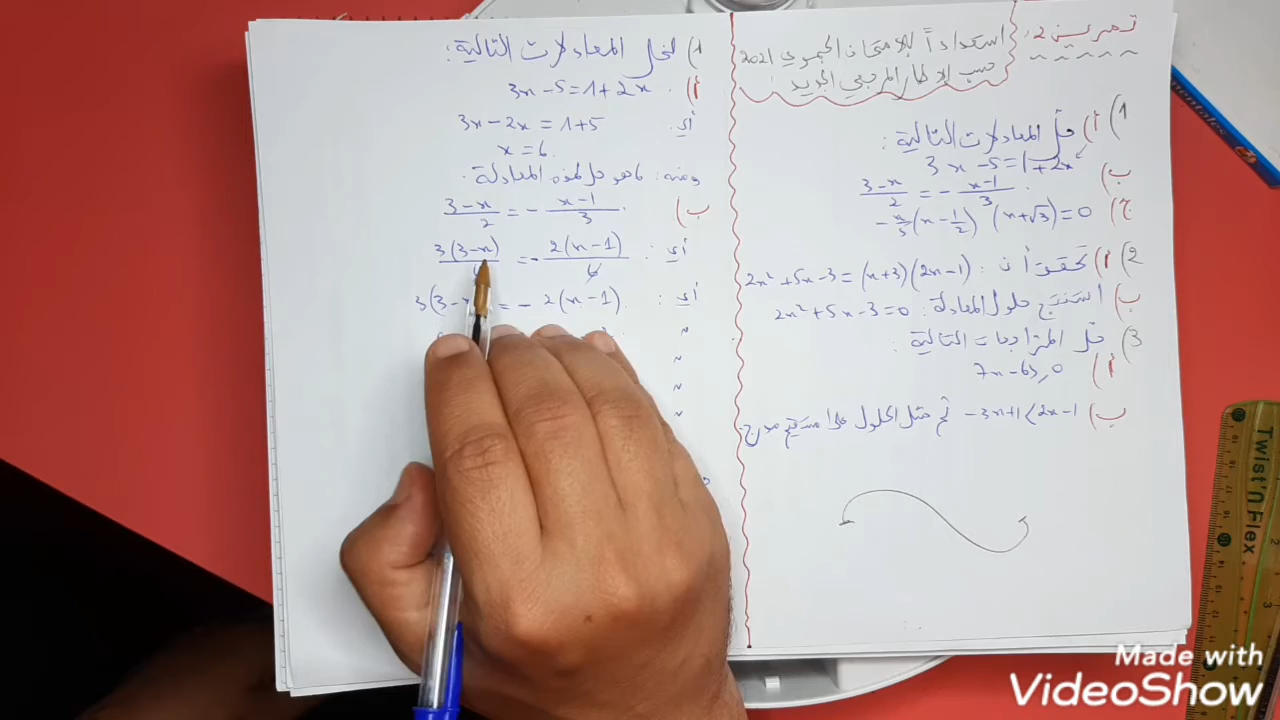 تمرين 2:
استعداداً للامتحان الجهوي 2021
حسب الإطار المرجعي الجديد
1) أ) حل المعادلات التالية:
3x - 5 = 1 + 2x
ب) (3-x)/2 = - (x-1)/3
ج) -x/5 (x - 1/2) (x+√3) = 0
2) أ) تحقق أن: 2x² + 5x - 3 = (x+3)(2x-1)
ب) استنتج حلول المعادلة: 2x² + 5x - 3 = 0
3) حل المتراجحات التالية:
أ) 7x - 6 ≥ 0
ب) -3x+1 < 2x-1 ثم مثل الحلول على مستقيم مدرج
1) لنحل المعادلات التالية:
أ) 3x - 5 = 1 + 2x
أي: 3x - 2x = 1 + 5
x = 6
ومنه: 6 هو حل لهذه المعادلة.
ب) (3-x)/2 = - (x-1)/3
أي: 3(3-x)/ = - 2(x-1)/6
أي: 3(3-x = - 2(x-1)
"
"
"
"
Twist'n Flex
Made with
VideoShow